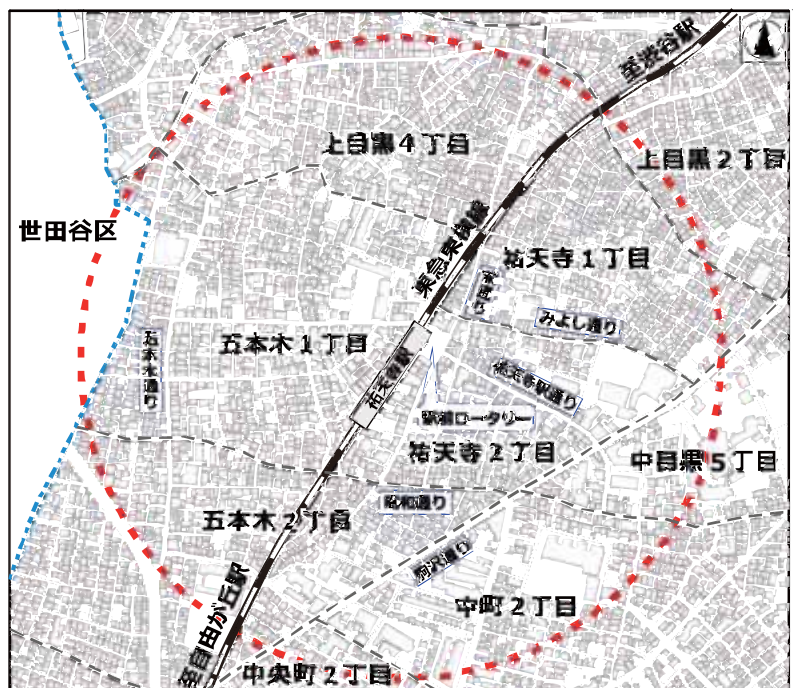 至渋谷駅
上目黒４丁目
上目黒２丁目
世田谷区
東急東横線
祐天寺１丁目
みよし通り
五本木１丁目
五本木通り
祐天寺駅
祐天寺駅通り
駅前ロータリー
祐天寺２丁目
中目黒５丁目
昭和通り
五本木２丁目
駒沢通り
至自由が丘駅
中町２丁目
中央町２丁目